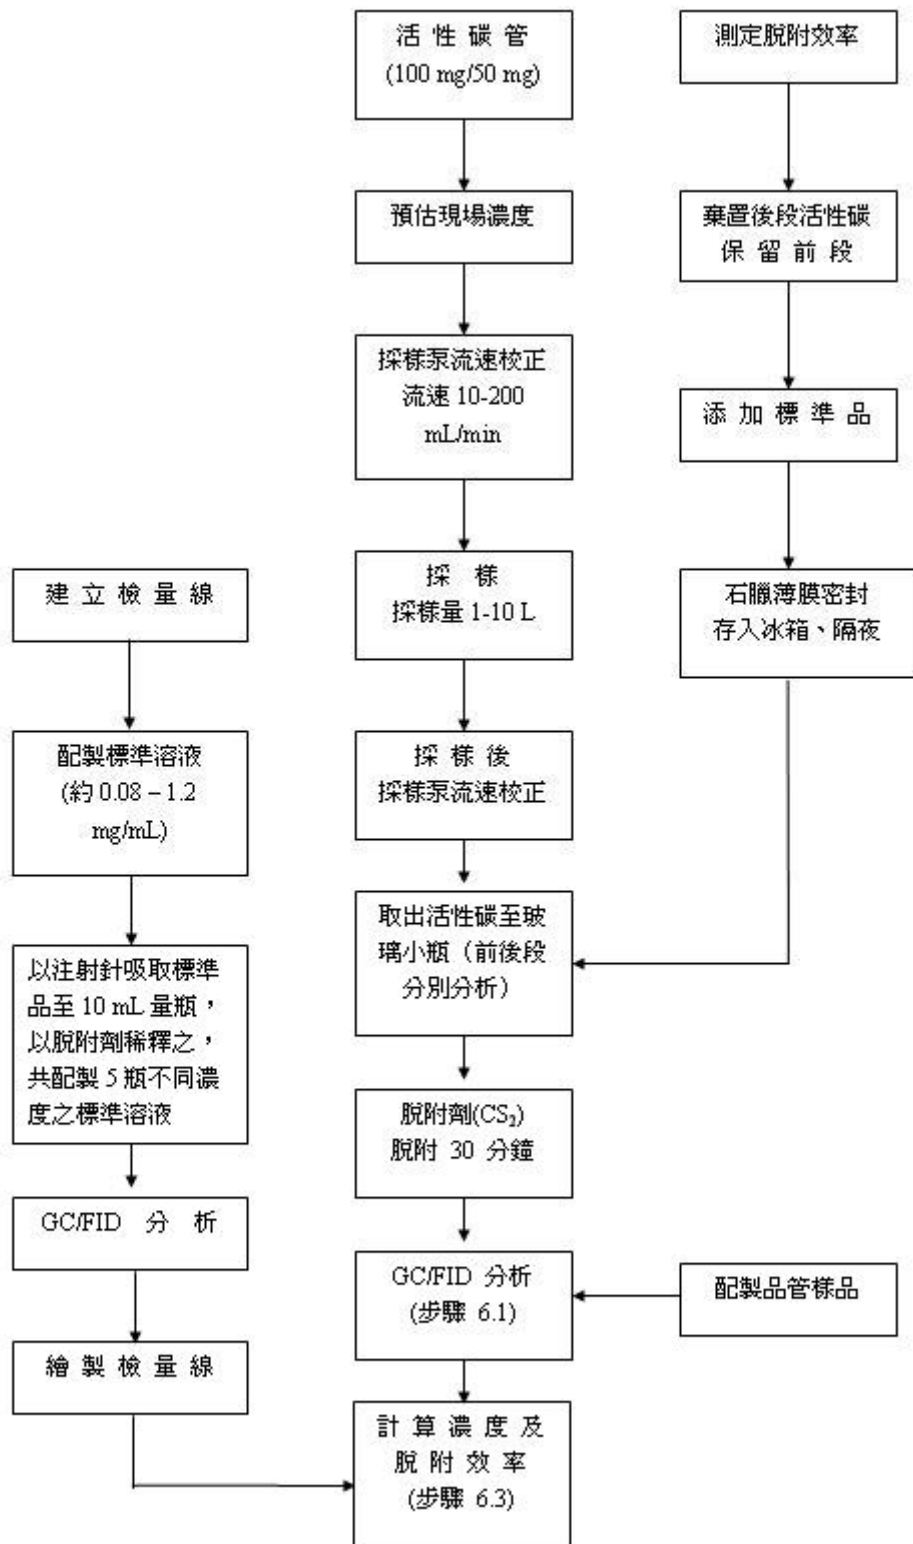 活 性 碳 管
(100 mg/50 mg)
預估現場濃度
採樣泵流速校正
流速 10-200
mL/min
採 樣
採樣量 1-10 L
採 樣 後
採樣泵流速校正
取出活性碳至玻
璃小瓶（前後段
分別分析）
脫附劑(CS₂)
脫附 30 分鐘
GC/FID 分析
(步驟 6.1)
計 算 濃 度 及
脫 附 效 率
(步驟 6.3)
測定脫附效率
棄置後段活性碳
保 留 前 段
添 加 標 準 品
石臘薄膜密封
存入冰箱、隔夜
配製品管樣品
建 立 檢 量 線
配製標準溶液
(約 0.08 – 1.2
mg/mL)
以注射針吸取標準
品至 10 mL 量瓶，
以脫附劑稀釋之，
共配製 5 瓶不同濃
度之標準溶液
GC/FID 分 析
繪 製 檢 量 線